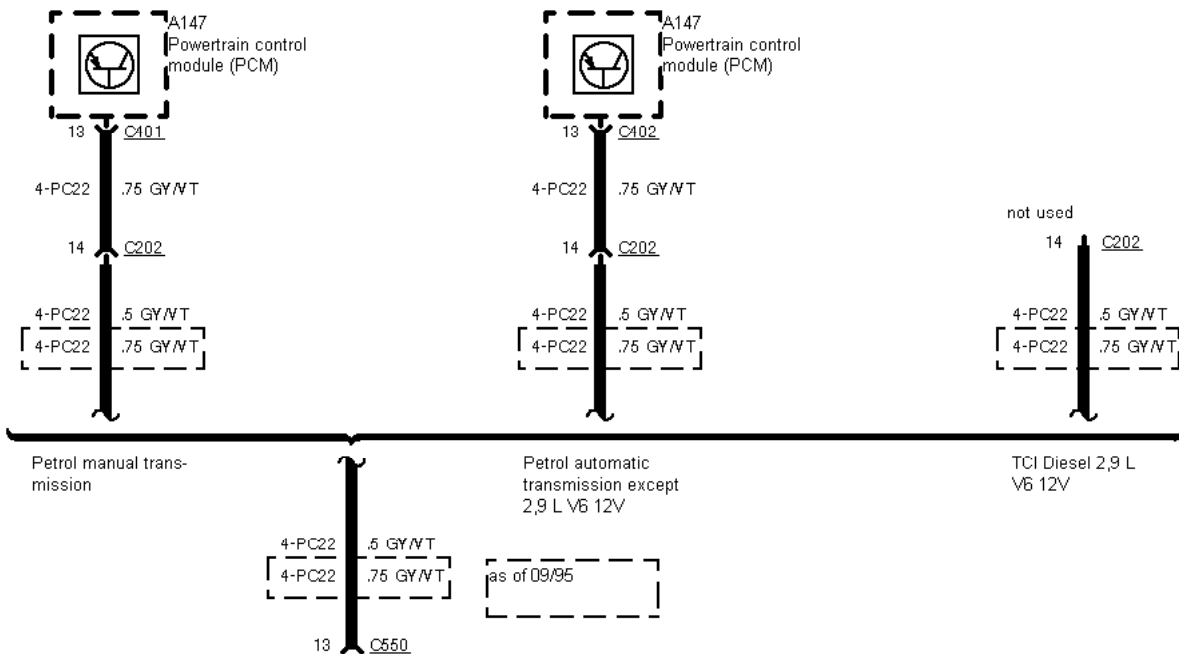 A147
Powertrain control
module (PCM)
13 C401
4-PC22 .75 GY/VT
14 C202
4-PC22 .5 GY/VT
4-PC22 .75 GY/VT
Petrol manual trans-
mission
A147
Powertrain control
module (PCM)
13 C402
4-PC22 .75 GY/VT
14 C202
4-PC22 .5 GY/VT
4-PC22 .75 GY/VT
Petrol automatic
transmission except
2,9 L V6 12V
not used
14 C202
4-PC22 .5 GY/VT
4-PC22 .75 GY/VT
TCI Diesel 2,9 L
V6 12V
4-PC22 .5 GY/VT
4-PC22 .75 GY/VT
13 C550
as of 09/95